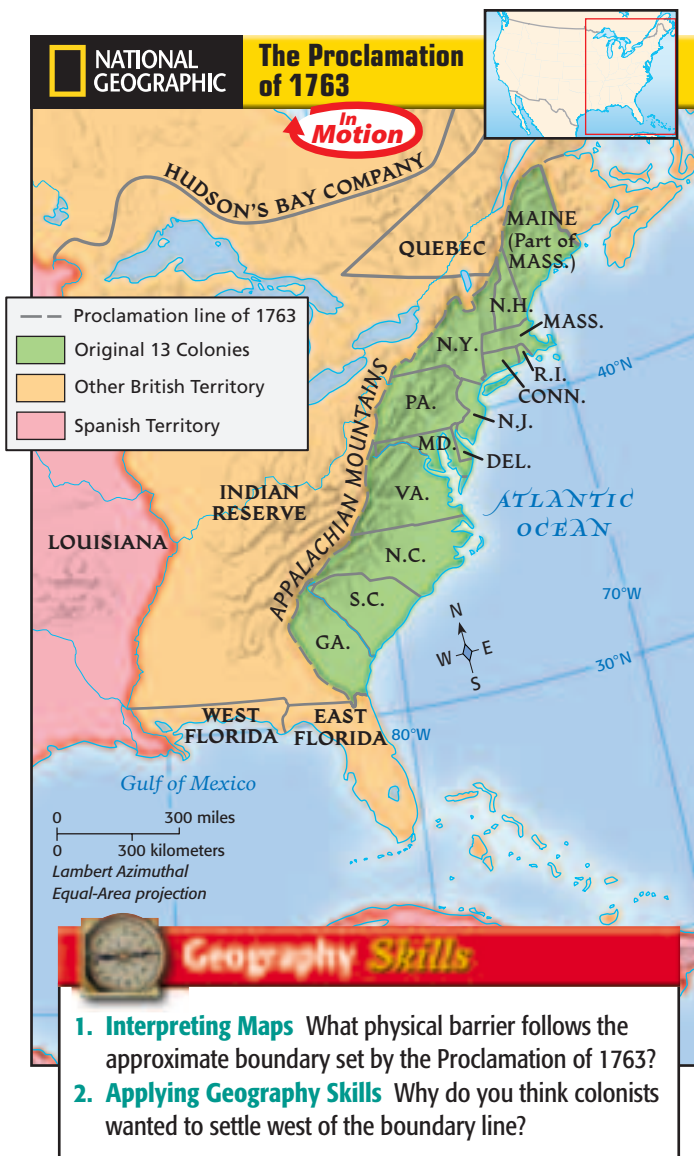 NATIONAL
GEOGRAPHIC
The Proclamation
of 1763
In
Motion
HUDSON'S BAY COMPANY
QUEBEC
MAINE
(Part of
MASS.)
N.H.
MASS.
N.Y.
R.I.
CONN.
40°N
PA.
N.J.
MD.
DEL.
Proclamation line of 1763
Original 13 Colonies
Other British Territory
Spanish Territory
APPALACHIAN MOUNTAINS
INDIAN
RESERVE
VA.
ATLANTIC
OCEAN
LOUISIANA
N.C.
S.C.
70°W
GA.
N
W E
S
30°N
WEST
FLORIDA
EAST
FLORIDA
80°W
Gulf of Mexico
0 300 miles
0 300 kilometers
Lambert Azimuthal
Equal-Area projection
Geography Skills
1. Interpreting Maps What physical barrier follows the
approximate boundary set by the Proclamation of 1763?
2. Applying Geography Skills Why do you think colonists
wanted to settle west of the boundary line?